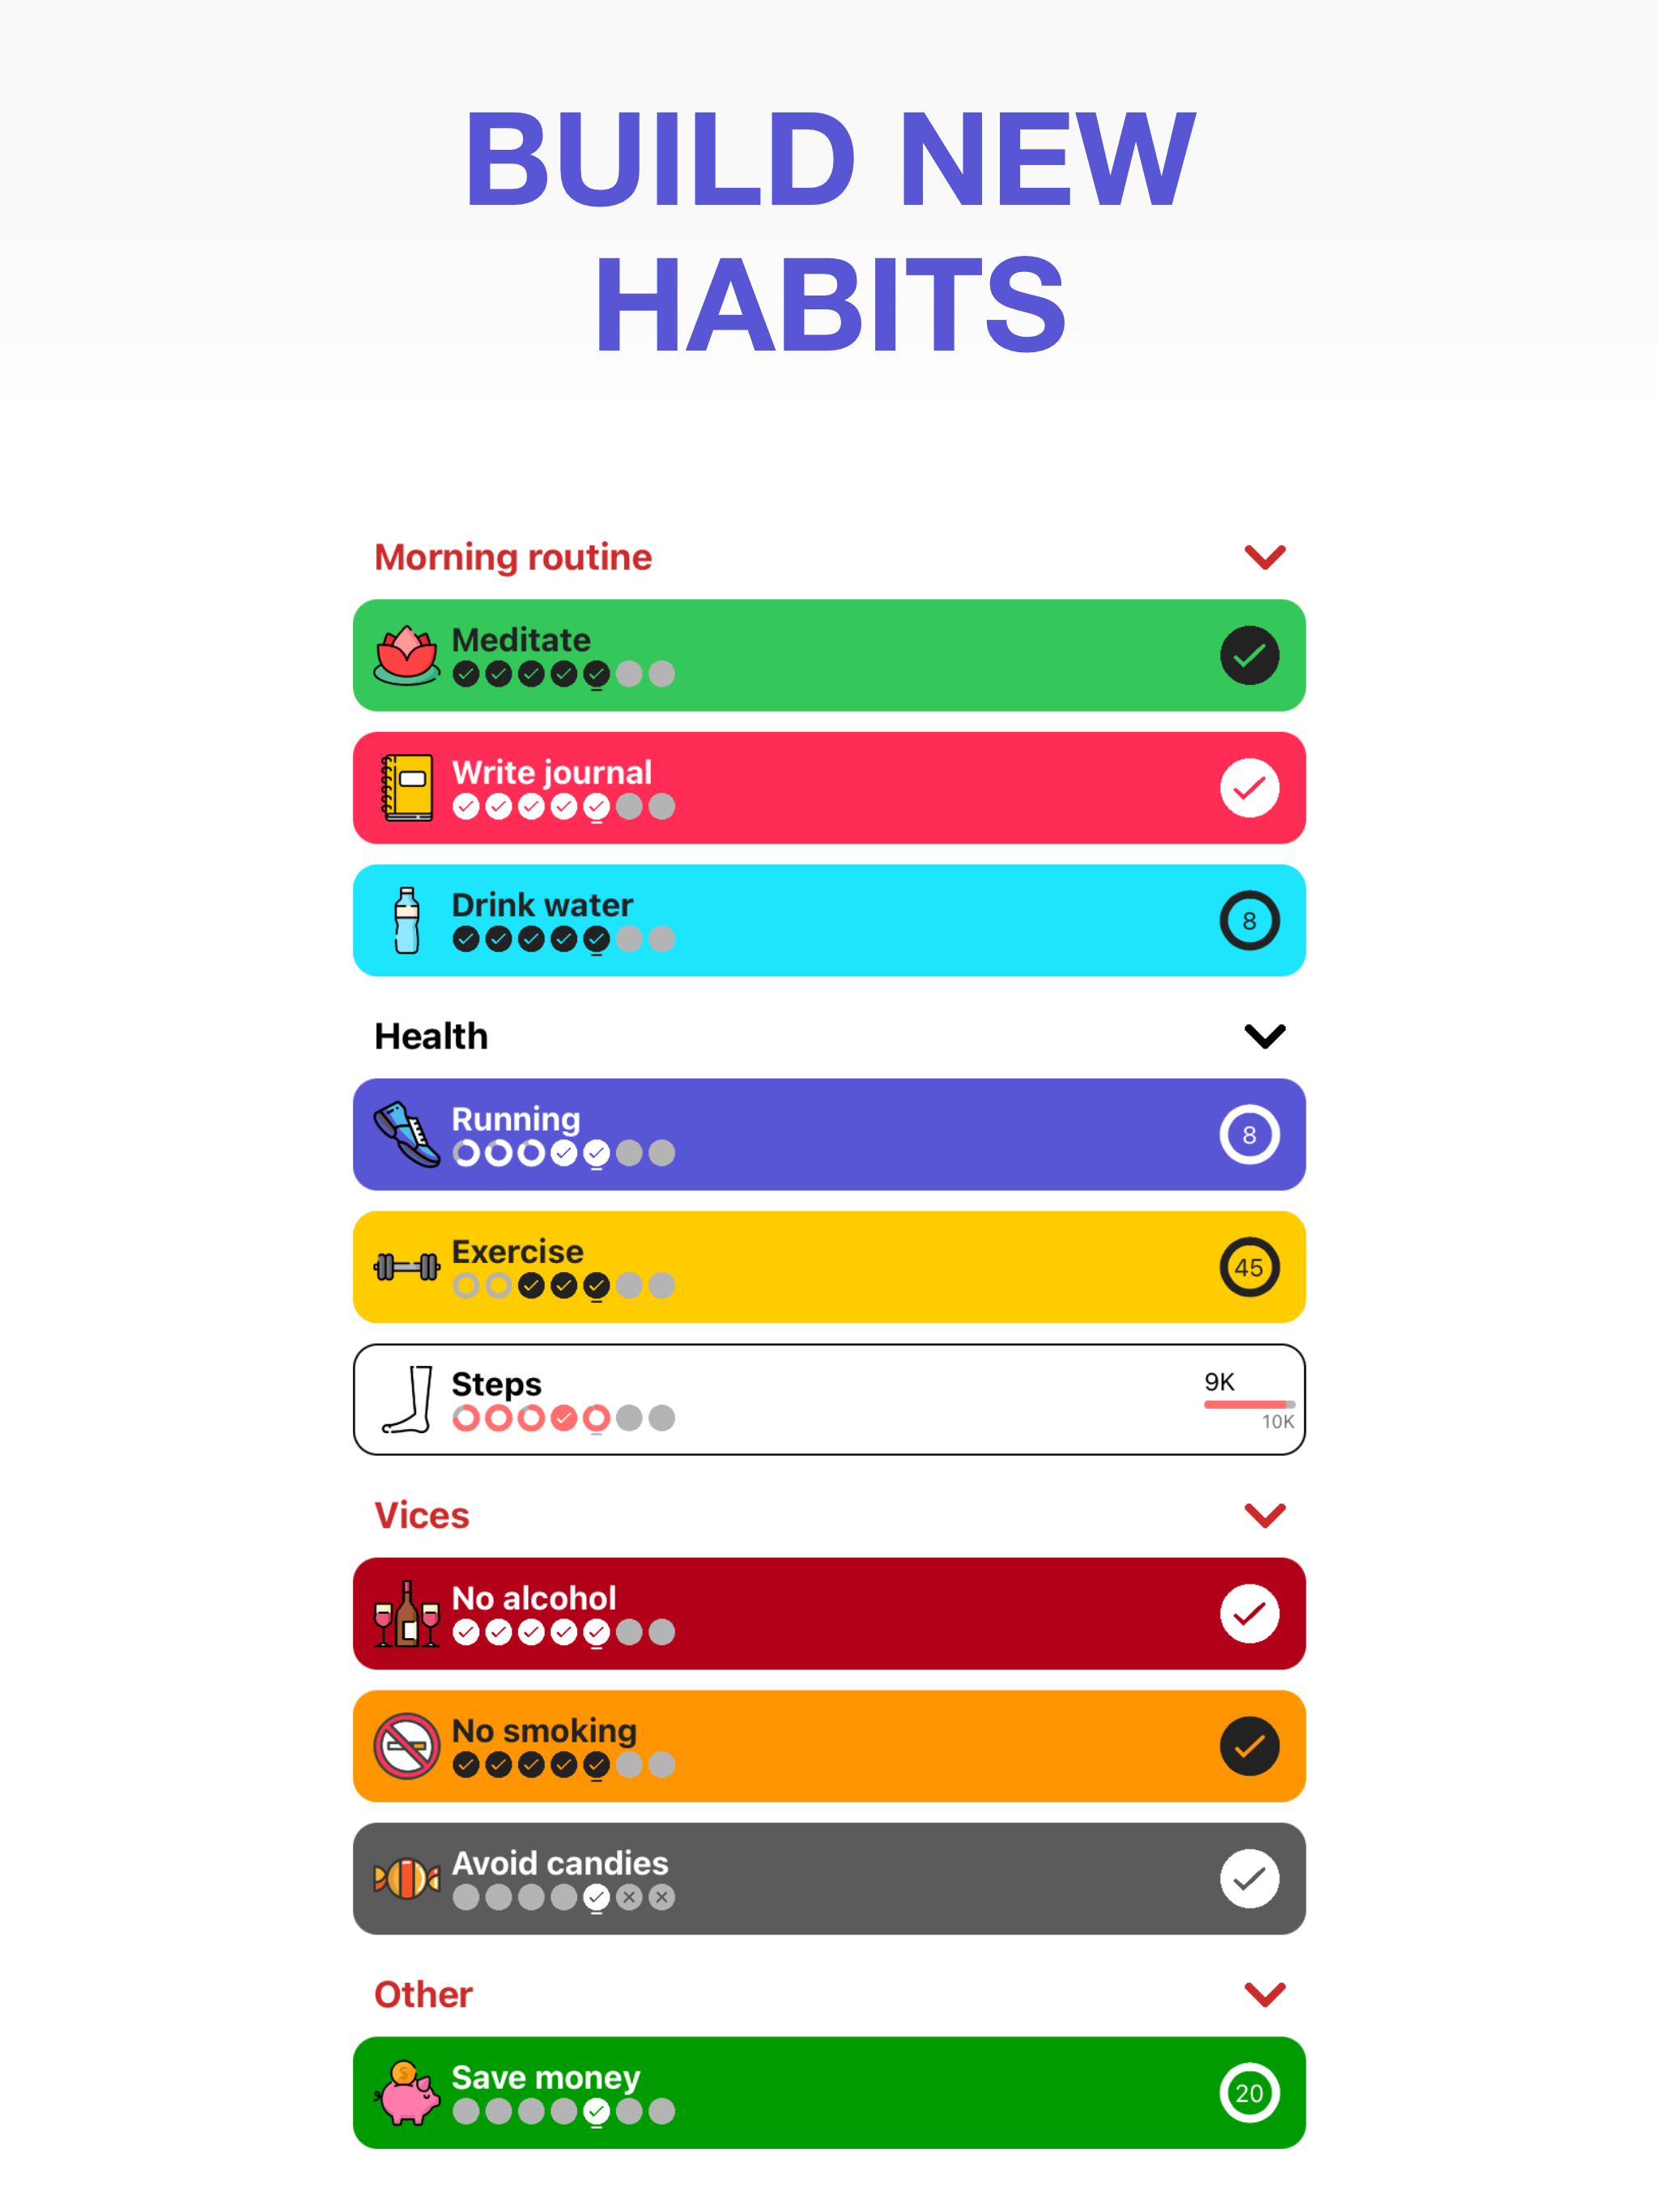 BUILD NEW
HABITS
Morning routine
Meditate
Write journal
Drink water
8
Health
Running
8
Exercise
45
Steps
9K
10K
Vices
No alcohol
No smoking
Avoid candies
Other
Save money
20